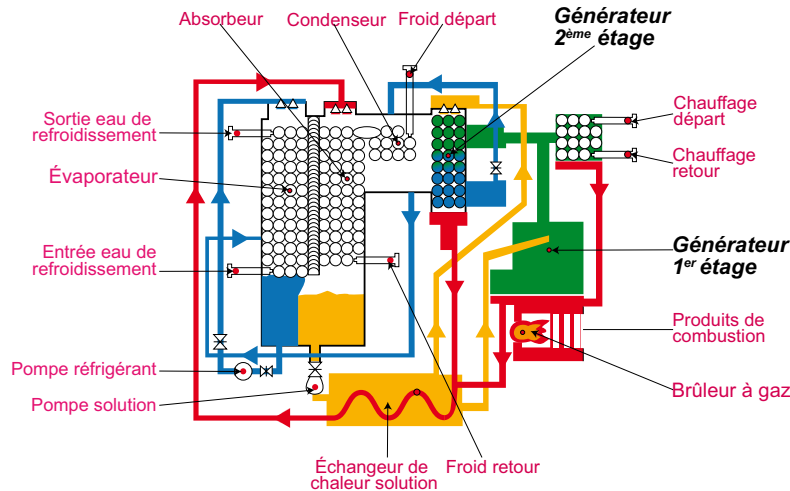 Absorbeur
Condenseur
Froid départ
Générateur
2ème étage
Sortie eau de
refroidissement
Évaporateur
Entrée eau de
refroidissement
Pompe réfrigérant
Pompe solution
Échangeur de
chaleur solution
Froid retour
Chauffage
départ
Chauffage
retour
Générateur
1er étage
Produits de
combustion
Brûleur à gaz